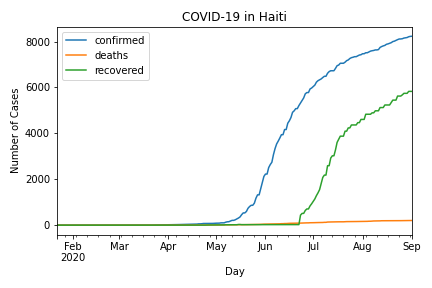 COVID-19 in Haiti
confirmed
deaths
recovered
Number of Cases
8000
6000
4000
2000
0
Feb Mar Apr May Jun Jul Aug Sep
2020
Day